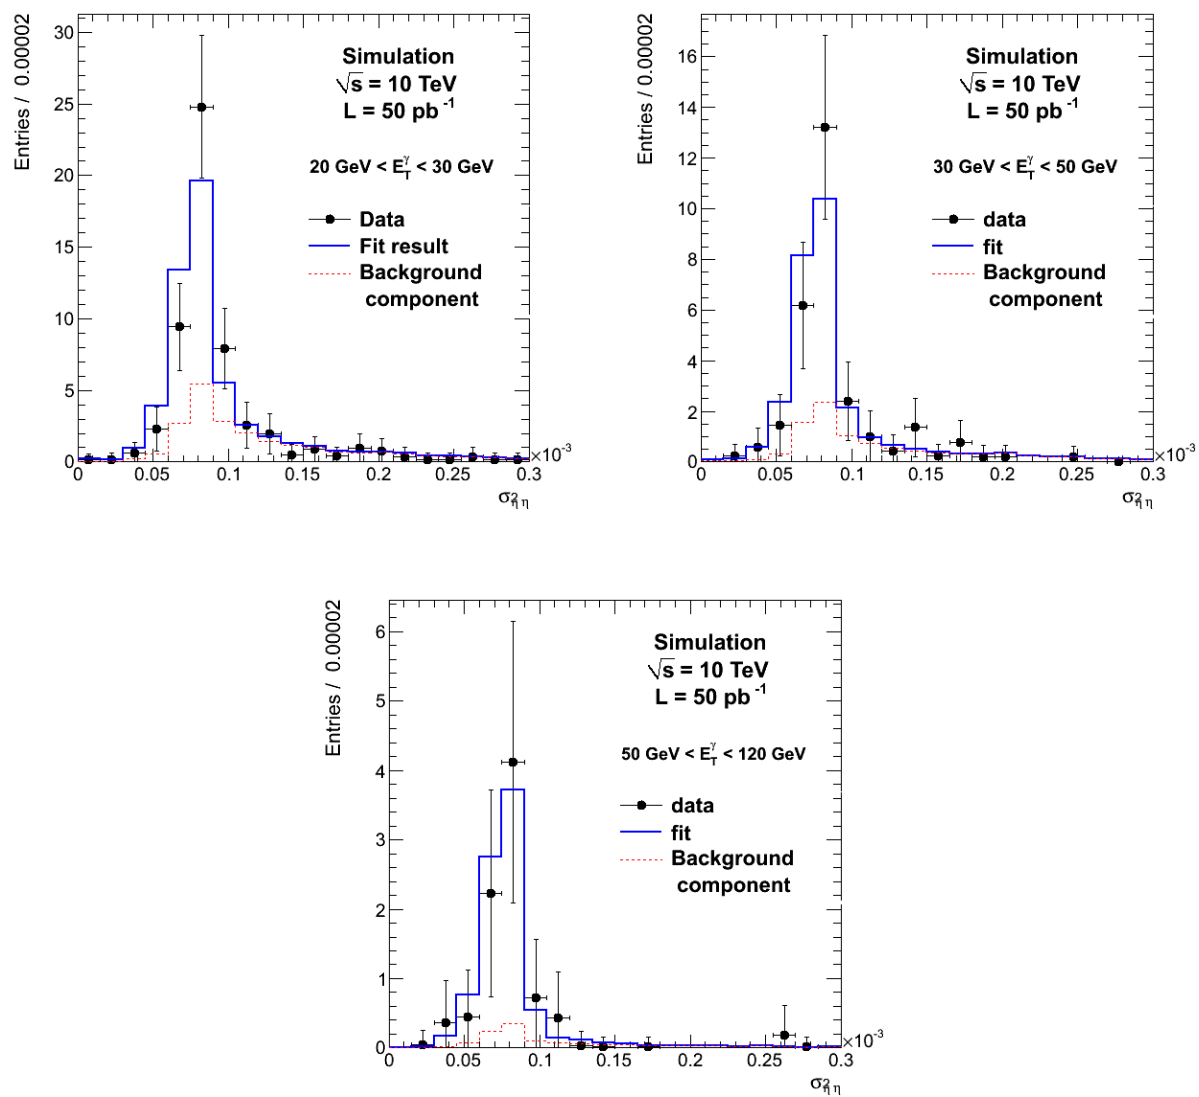 Entries / 0.00002
30
25
20
15
10
5
0
Simulation
√s = 10 TeV
L = 50 pb⁻¹
20 GeV < E_T^γ < 30 GeV
Data
Fit result
Background
component
0 0.05 0.1 0.15 0.2 0.25 0.3
×10⁻³
σ²ηη
Entries / 0.00002
16
14
12
10
8
6
4
2
0
Simulation
√s = 10 TeV
L = 50 pb⁻¹
30 GeV < E_T^γ < 50 GeV
data
fit
Background
component
0 0.05 0.1 0.15 0.2 0.25 0.3
×10⁻³
σ²ηη
Entries / 0.00002
6
5
4
3
2
1
0
Simulation
√s = 10 TeV
L = 50 pb⁻¹
50 GeV < E_T^γ < 120 GeV
data
fit
Background
component
0 0.05 0.1 0.15 0.2 0.25 0.3
×10⁻³
σ²ηη